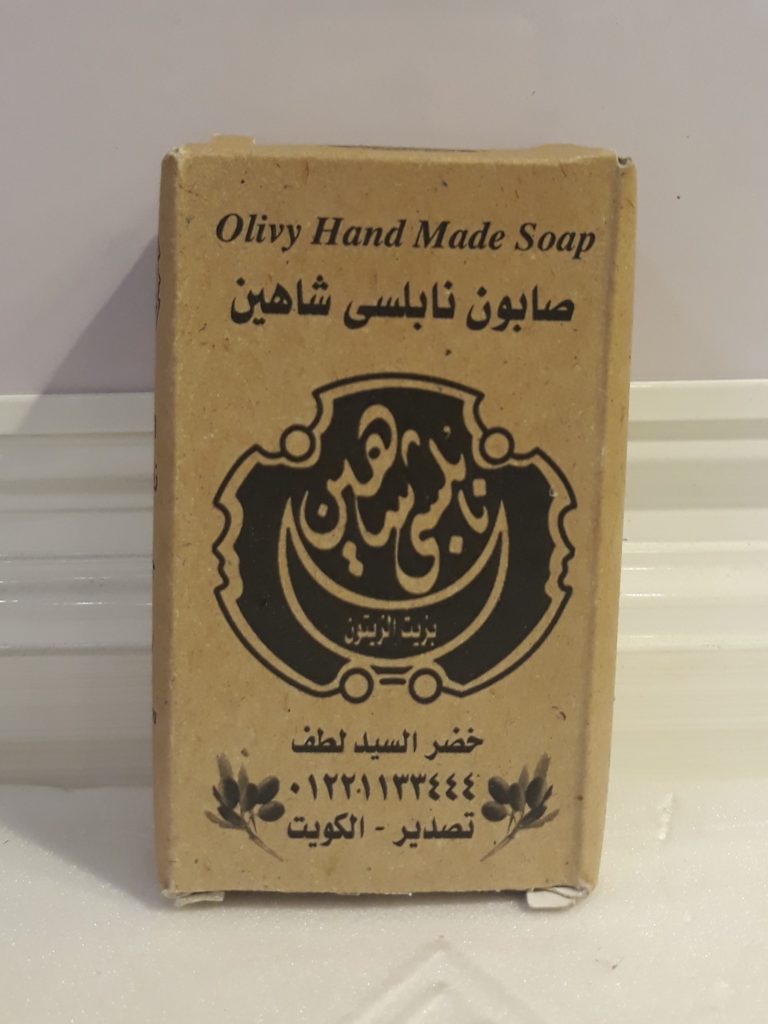 Olivy Hand Made Soap
صابون نابلسى شاهين
نابلسى شاهين
بزيت الزيتون
خضر السيد لطف
٠١٢٢١١٣٣٤٤٤
تصدير - الكويت